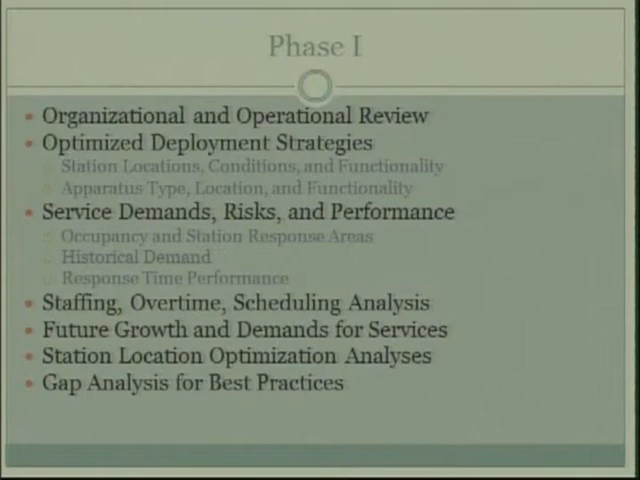 Phase I
Organizational and Operational Review
Optimized Deployment Strategies
Station Locations, Conditions, and Functionality
Apparatus Type, Location, and Functionality
Service Demands, Risks, and Performance
Occupancy and Station Response Areas
Historical Demand
Response Time Performance
Staffing, Overtime, Scheduling Analysis
Future Growth and Demands for Services
Station Location Optimization Analyses
Gap Analysis for Best Practices